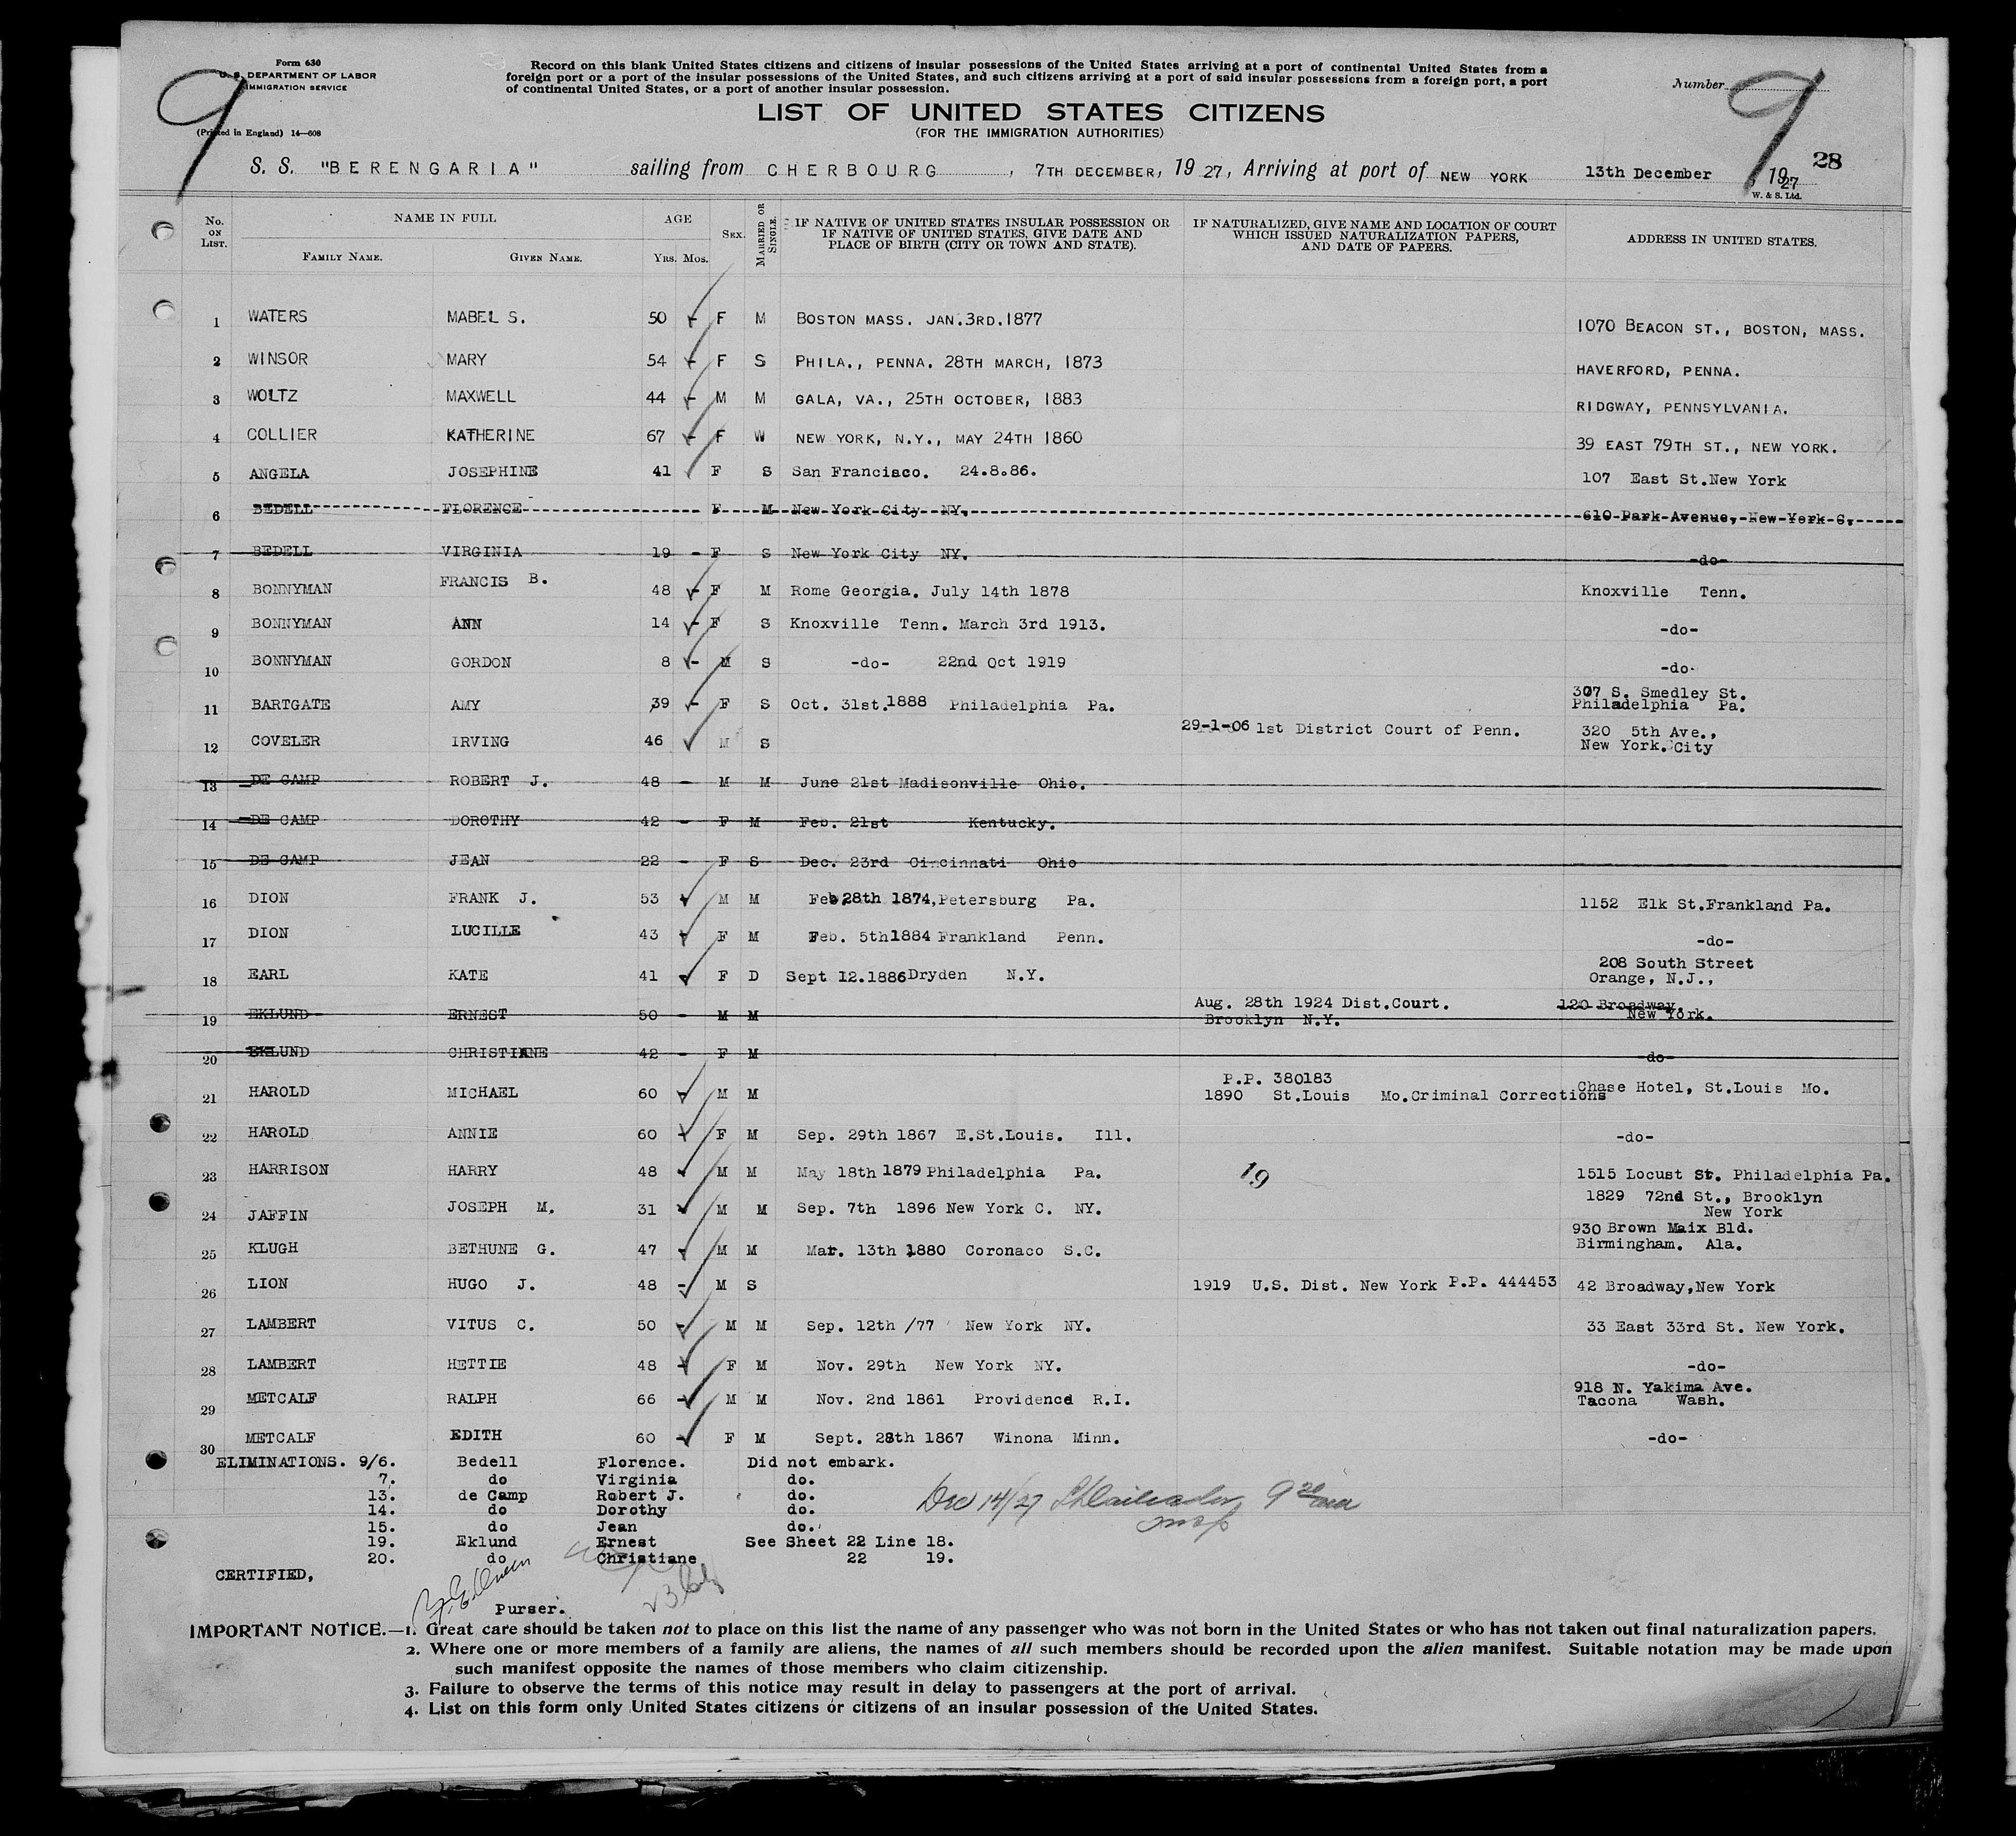 Form 630
U. S. DEPARTMENT OF LABOR
IMMIGRATION SERVICE
(Printed in England) 14—608
9
Record on this blank United States citizens and citizens of insular possessions of the United States arriving at a port of continental United States from a
foreign port or a port of the insular possessions of the United States, and such citizens arriving at a port of said insular possessions from a foreign port, a port
of continental United States, or a port of another insular possession.
Number 9
LIST OF UNITED STATES CITIZENS
(FOR THE IMMIGRATION AUTHORITIES)
28
S. S. "BERENGARIA" sailing from CHERBOURG, 7TH DECEMBER, 19 27, Arriving at port of NEW YORK 13th December 1927
W. & S. Ltd.
No. ON LIST. NAME IN FULL AGE SEX. MARRIED OR SINGLE. IF NATIVE OF UNITED STATES INSULAR POSSESSION OR IF NATIVE OF UNITED STATES, GIVE DATE AND PLACE OF BIRTH (CITY OR TOWN AND STATE). IF NATURALIZED, GIVE NAME AND LOCATION OF COURT WHICH ISSUED NATURALIZATION PAPERS, AND DATE OF PAPERS. ADDRESS IN UNITED STATES.
FAMILY NAME. GIVEN NAME. YRS. MOS.
1 WATERS MABEL S. 50 - F M BOSTON MASS. JAN.3RD.1877 1070 BEACON ST., BOSTON, MASS.
2 WINSOR MARY 54 - F S PHILA., PENNA. 28TH MARCH, 1873 HAVERFORD, PENNA.
3 WOLTZ MAXWELL 44 - M M GALA, VA., 25TH OCTOBER, 1883 RIDGWAY, PENNSYLVANIA.
4 COLLIER KATHERINE 67 - F W NEW YORK, N.Y., MAY 24TH 1860 39 EAST 79TH ST., NEW YORK.
5 ANGELA JOSEPHINE 41 F S San Francisco. 24.8.86. 107 East St.New York
6 BEDELL FLORENCE F M New York City NY. 610 Park Avenue, New York C.
7 BEDELL VIRGINIA 19 - F S New York City NY. -do-
8 BONNYMAN FRANCIS B. 48 - F M Rome Georgia. July 14th 1878 Knoxville Tenn.
9 BONNYMAN ANN 14 - F S Knoxville Tenn. March 3rd 1913. -do-
10 BONNYMAN GORDON 8 - M S -do- 22nd Oct 1919 -do-
11 BARTGATE AMY 39 - F S Oct. 31st.1888 Philadelphia Pa. 307 S. Smedley St. Philadelphia Pa.
12 COVELER IRVING 46 M S 29-1-06 1st District Court of Penn. 320 5th Ave., New York. City
13 DE CAMP ROBERT J. 48 - M M June 21st Madisonville Ohio.
14 DE CAMP DOROTHY 42 - F M Feb. 21st Kentucky.
15 DE CAMP JEAN 22 - F S Dec. 23rd Cincinnati Ohio
16 DION FRANK J. 53 M M Feb 28th 1874, Petersburg Pa. 1152 Elk St.Frankland Pa.
17 DION LUCILLE 43 F M Feb. 5th 1884 Frankland Penn. -do-
18 EARL KATE 41 F D Sept 12.1886 Dryden N.Y. 208 South Street Orange, N.J.,
19 EKLUND ERNEST 50 - M M Aug. 28th 1924 Dist.Court. Brooklyn N.Y. 120 Broadway. New York.
20 EKLUND CHRISTIANE 42 - F M -do-
21 HAROLD MICHAEL 60 M M P.P. 380183 1890 St.Louis Mo.Criminal Corrections Chase Hotel, St.Louis Mo.
22 HAROLD ANNIE 60 F M Sep. 29th 1867 E.St.Louis. Ill. -do-
23 HARRISON HARRY 48 M M May 18th 1879 Philadelphia Pa. 19 1515 Locust St. Philadelphia Pa.
24 JAFFIN JOSEPH M. 31 M M Sep. 7th 1896 New York C. NY. 1829 72nd St., Brooklyn New York
25 KLUGH BETHUNE G. 47 M M Mar. 13th 1880 Coronaco S.C. 930 Brown Maix Bld. Birmingham. Ala.
26 LION HUGO J. 48 - M S 1919 U.S. Dist. New York P.P. 444453 42 Broadway,New York
27 LAMBERT VITUS C. 50 - M M Sep. 12th /77 New York NY. 33 East 33rd St. New York.
28 LAMBERT HETTIE 48 - F M Nov. 29th New York NY. -do-
29 METCALF RALPH 66 - M M Nov. 2nd 1861 Providence R.I. 918 N. Yakima Ave. Tacona Wash.
30 METCALF EDITH 60 - F M Sept. 28th 1867 Winona Minn. -do-
ELIMINATIONS. 9/6. Bedell Florence. Did not embark.
7. do Virginia do.
13. de Camp Robert J. do.
14. do Dorothy do.
15. do Jean do.
19. Eklund Ernest See Sheet 22 Line 18.
20. do Christiane 22 19.
Dec 14/27
CERTIFIED,
Purser.
IMPORTANT NOTICE.—1. Great care should be taken not to place on this list the name of any passenger who was not born in the United States or who has not taken out final naturalization papers.
2. Where one or more members of a family are aliens, the names of all such members should be recorded upon the alien manifest. Suitable notation may be made upon
such manifest opposite the names of those members who claim citizenship.
3. Failure to observe the terms of this notice may result in delay to passengers at the port of arrival.
4. List on this form only United States citizens or citizens of an insular possession of the United States.